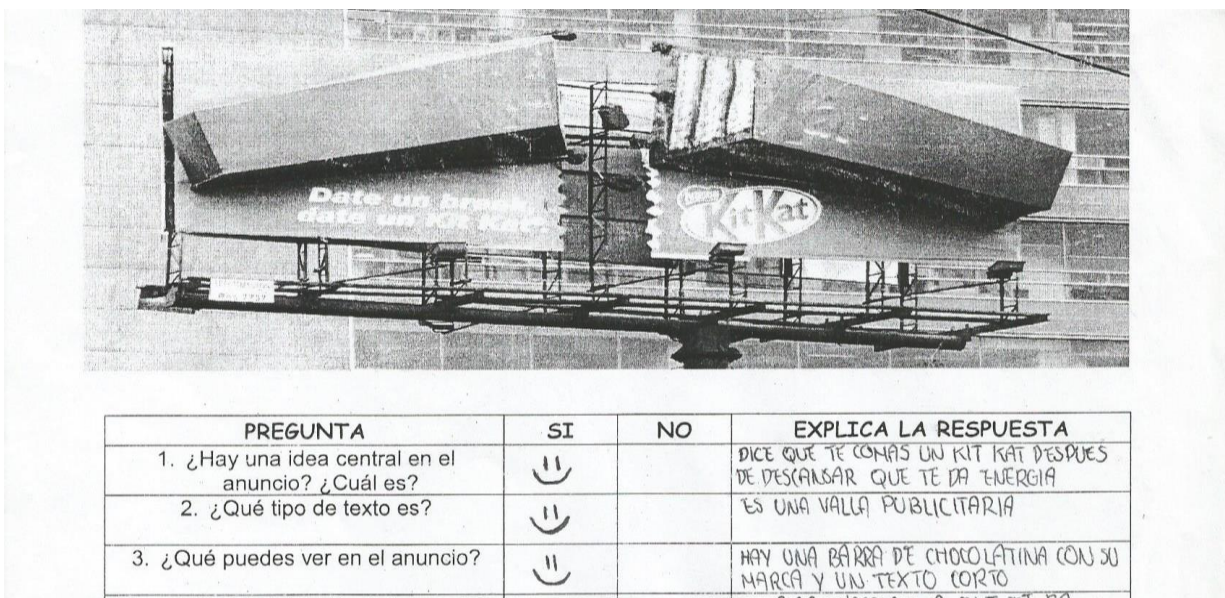 Date un break,
date un Kit Kat.
Nestlé
KitKat
PREGUNTA SI NO EXPLICA LA RESPUESTA
1. ¿Hay una idea central en el
anuncio? ¿Cuál es?
DICE QUE TE COMAS UN KIT KAT DESPUES
DE DESCANSAR QUE TE DA ENERGIA
2. ¿Qué tipo de texto es?
ES UNA VALLA PUBLICITARIA
3. ¿Qué puedes ver en el anuncio?
HAY UNA BARRA DE CHOCOLATINA CON SU
MARCA Y UN TEXTO CORTO